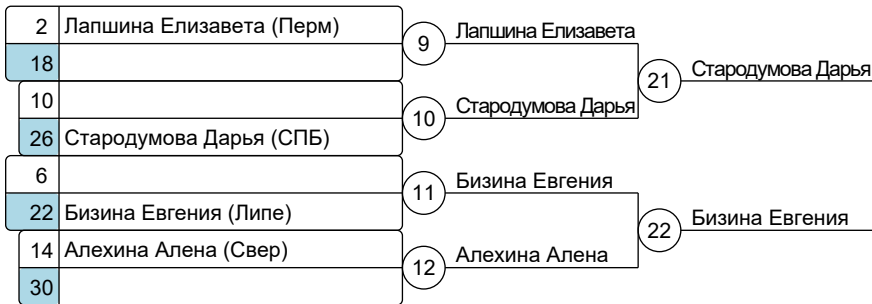 2 Лапшина Елизавета (Перм)
18
9 Лапшина Елизавета
10
26 Стародумова Дарья (СПБ)
10 Стародумова Дарья
21 Стародумова Дарья
6
22 Бизина Евгения (Липе)
11 Бизина Евгения
14 Алехина Алена (Свер)
30
12 Алехина Алена
22 Бизина Евгения